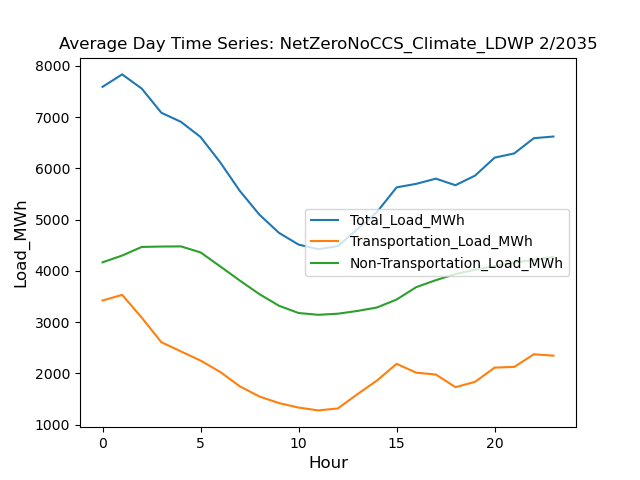 Average Day Time Series: NetZeroNoCCS_Climate_LDWP 2/2035
8000
7000
6000
5000
4000
3000
2000
1000
Load_MWh
Total_Load_MWh
Transportation_Load_MWh
Non-Transportation_Load_MWh
0 5 10 15 20
Hour